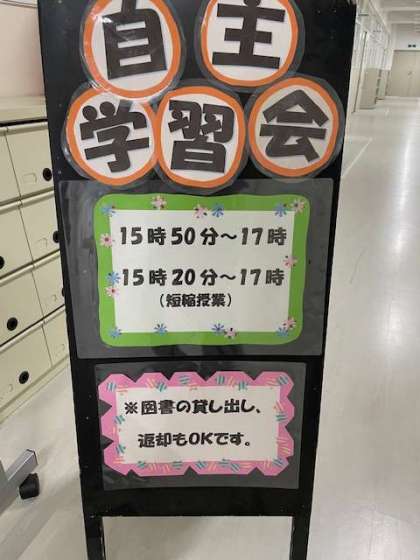 自主
学習会
15時50分～17時
15時20分～17時
(短縮授業)
※図書の貸し出し、
返却もOKです。